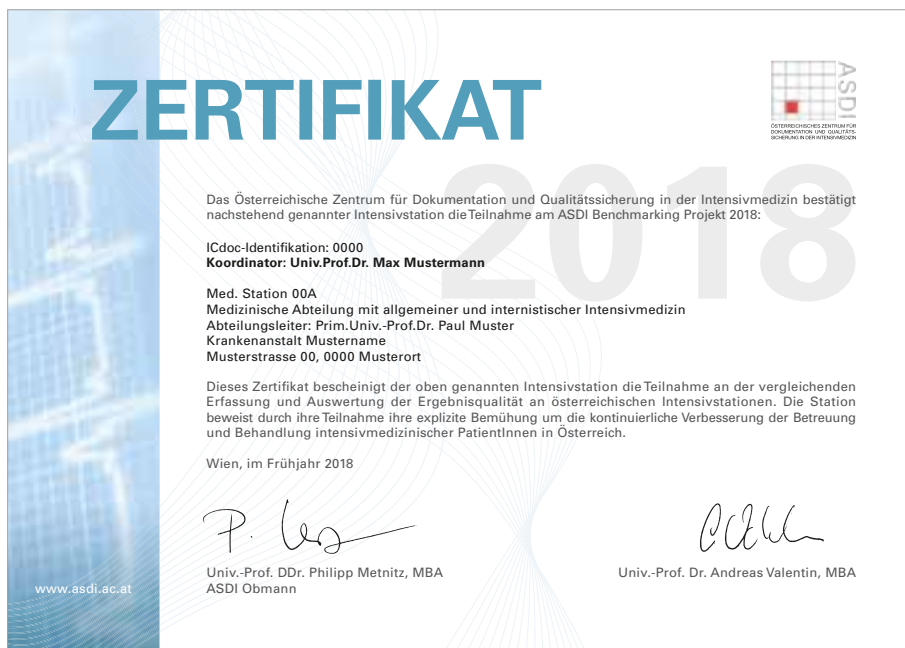 ZERTIFIKAT
ASDI
ÖSTERREICHISCHES ZENTRUM FÜR
DOKUMENTATION UND QUALITÄTS-
SICHERUNG IN DER INTENSIVMEDIZIN
2018
Das Österreichische Zentrum für Dokumentation und Qualitätssicherung in der Intensivmedizin bestätigt
nachstehend genannter Intensivstation die Teilnahme am ASDI Benchmarking Projekt 2018:
ICdoc-Identifikation: 0000
Koordinator: Univ.Prof.Dr. Max Mustermann
Med. Station 00A
Medizinische Abteilung mit allgemeiner und internistischer Intensivmedizin
Abteilungsleiter: Prim.Univ.-Prof.Dr. Paul Muster
Krankenanstalt Mustername
Musterstrasse 00, 0000 Musterort
Dieses Zertifikat bescheinigt der oben genannten Intensivstation die Teilnahme an der vergleichenden
Erfassung und Auswertung der Ergebnisqualität an österreichischen Intensivstationen. Die Station
beweist durch ihre Teilnahme ihre explizite Bemühung um die kontinuierliche Verbesserung der Betreuung
und Behandlung intensivmedizinischer PatientInnen in Österreich.
Wien, im Frühjahr 2018
Univ.-Prof. DDr. Philipp Metnitz, MBA
ASDI Obmann
Univ.-Prof. Dr. Andreas Valentin, MBA
www.asdi.ac.at